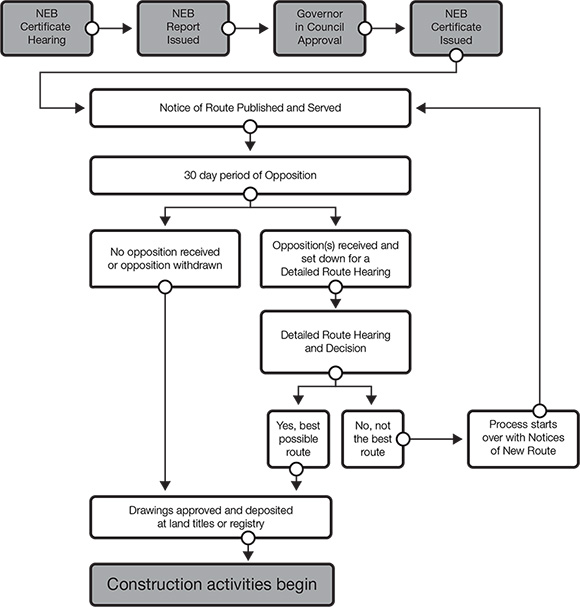 NEB
Certificate
Hearing
NEB
Report
Issued
Governor
in Council
Approval
NEB
Certificate
Issued
Notice of Route Published and Served
30 day period of Opposition
No opposition received
or opposition withdrawn
Opposition(s) received and
set down for a
Detailed Route Hearing
Detailed Route Hearing
and Decision
Yes, best
possible
route
No, not
the best
route
Process starts
over with Notices
of New Route
Drawings approved and deposited
at land titles or registry
Construction activities begin